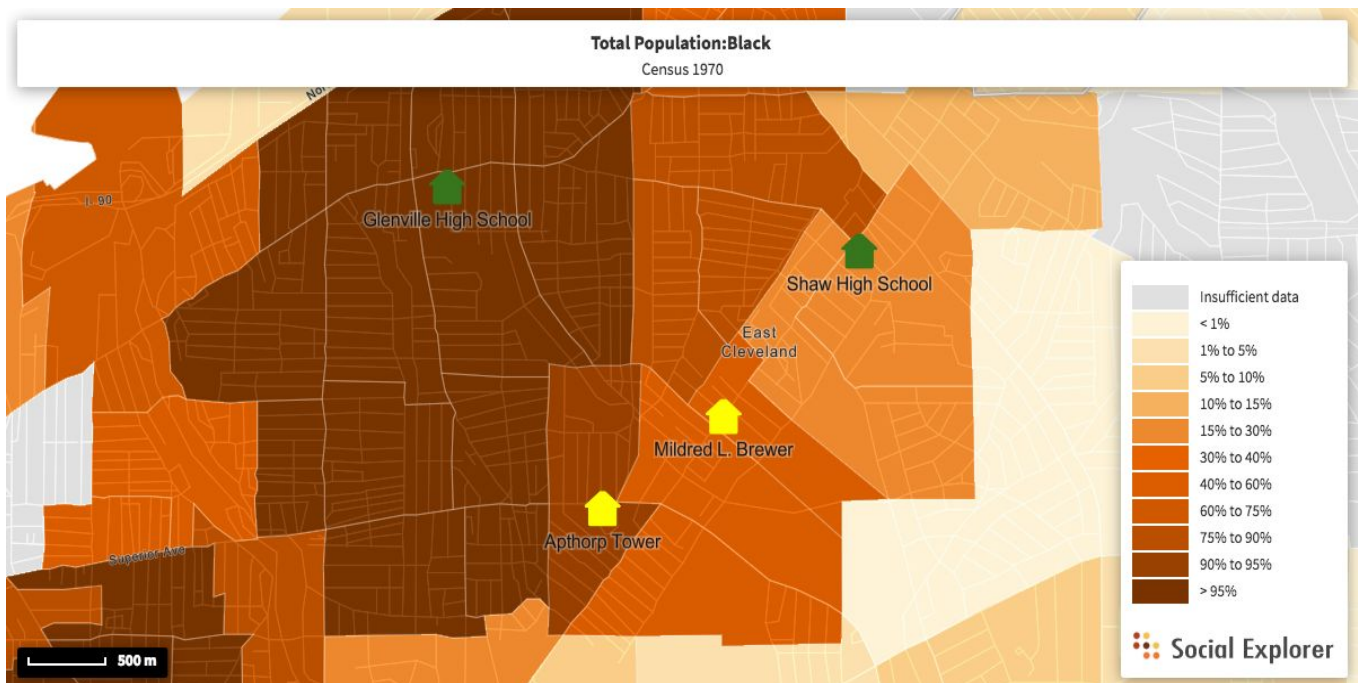 Total Population:Black
Census 1970
Nor
I. 90
Glenville High School
Shaw High School
East
Cleveland
Mildred L. Brewer
Apthorp Tower
Superior Ave
Insufficient data
< 1%
1% to 5%
5% to 10%
10% to 15%
15% to 30%
30% to 40%
40% to 60%
60% to 75%
75% to 90%
90% to 95%
> 95%
500 m
Social Explorer